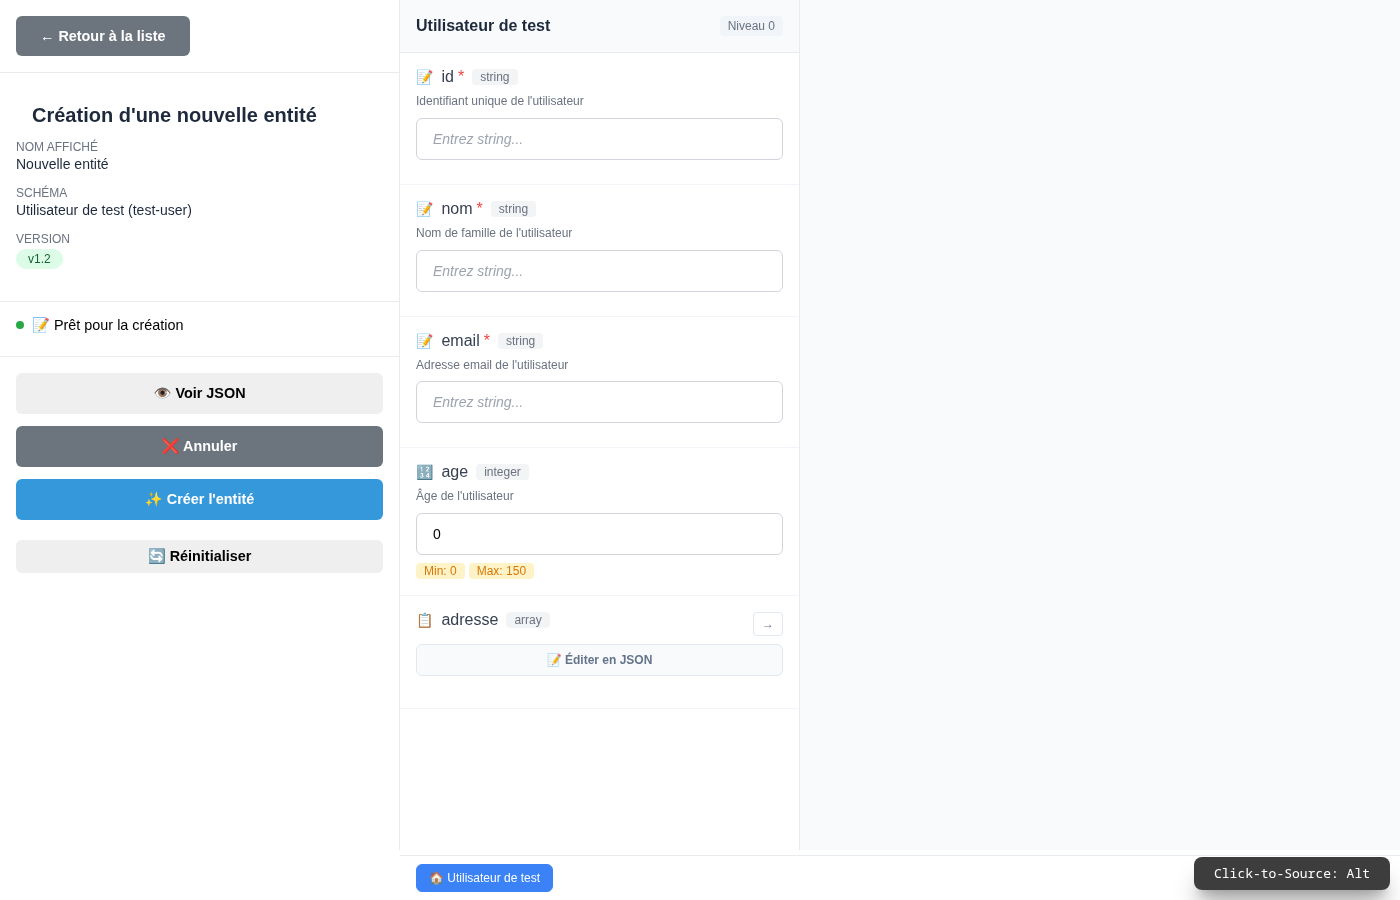 ← Retour à la liste
Création d'une nouvelle entité
NOM AFFICHÉ
Nouvelle entité
SCHÉMA
Utilisateur de test (test-user)
VERSION
v1.2
📝 Prêt pour la création
👁️ Voir JSON
❌ Annuler
✨ Créer l'entité
🔄 Réinitialiser
Utilisateur de test Niveau 0
📝 id * string
Identifiant unique de l'utilisateur
Entrez string...
📝 nom * string
Nom de famille de l'utilisateur
Entrez string...
📝 email * string
Adresse email de l'utilisateur
Entrez string...
🔢 age integer
Âge de l'utilisateur
0
Min: 0 Max: 150
📋 adresse array →
📝 Éditer en JSON
🏠 Utilisateur de test
Click-to-Source: Alt